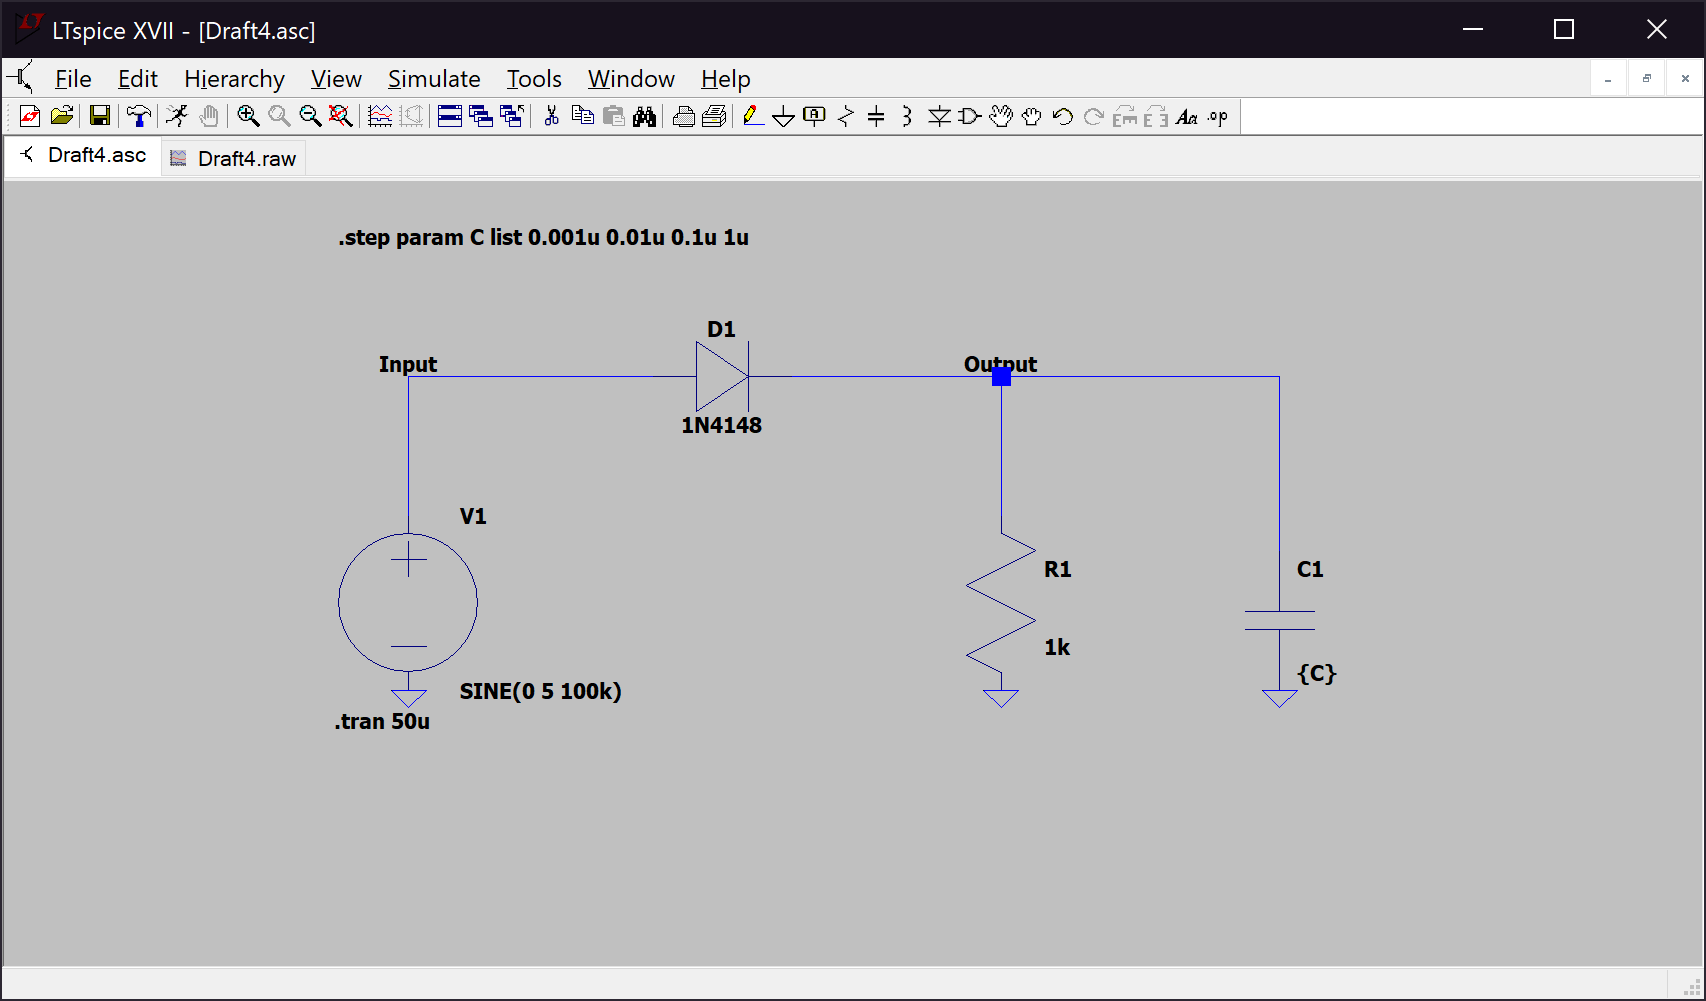 LTspice XVII - [Draft4.asc]
File Edit Hierarchy View Simulate Tools Window Help
Aa .op
Draft4.asc Draft4.raw
.step param C list 0.001u 0.01u 0.1u 1u
D1
Input
Output
1N4148
V1
R1
C1
1k
{C}
SINE(0 5 100k)
.tran 50u